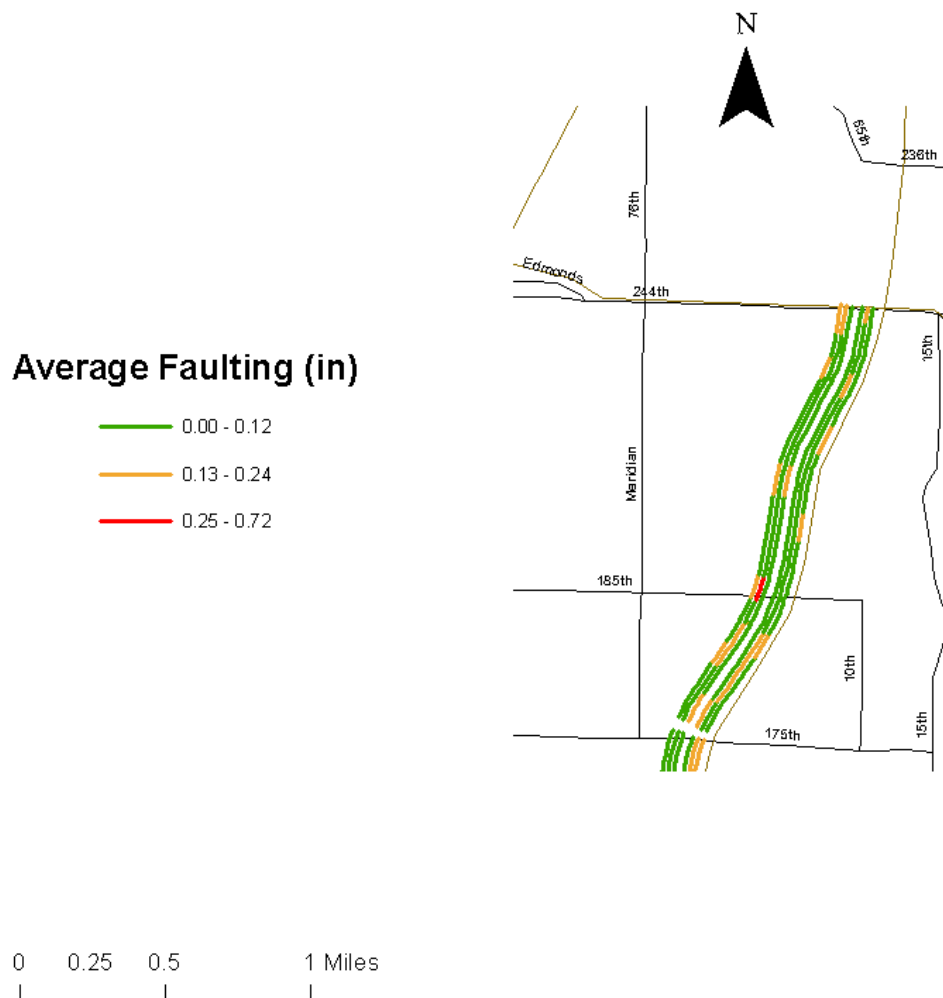 N
65th
236th
76th
Edmonds
244th
15th
Average Faulting (in)
0.00 - 0.12
0.13 - 0.24
0.25 - 0.72
Meridian
185th
10th
15th
175th
0 0.25 0.5 1 Miles